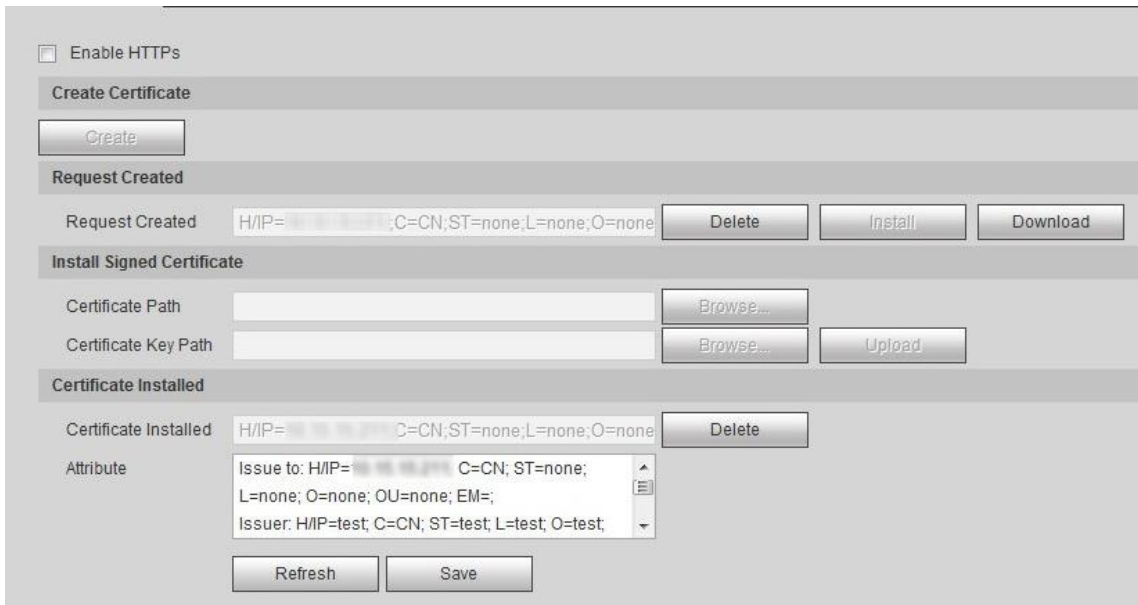 Enable HTTPs
Create Certificate
Create
Request Created
Request Created H/IP= ;C=CN;ST=none;L=none;O=none Delete Install Download
Install Signed Certificate
Certificate Path Browse...
Certificate Key Path Browse... Upload
Certificate Installed
Certificate Installed H/IP= C=CN;ST=none;L=none;O=none Delete
Attribute Issue to: H/IP= C=CN; ST=none;
L=none; O=none; OU=none; EM=;
Issuer: H/IP=test; C=CN; ST=test; L=test; O=test;
Refresh Save